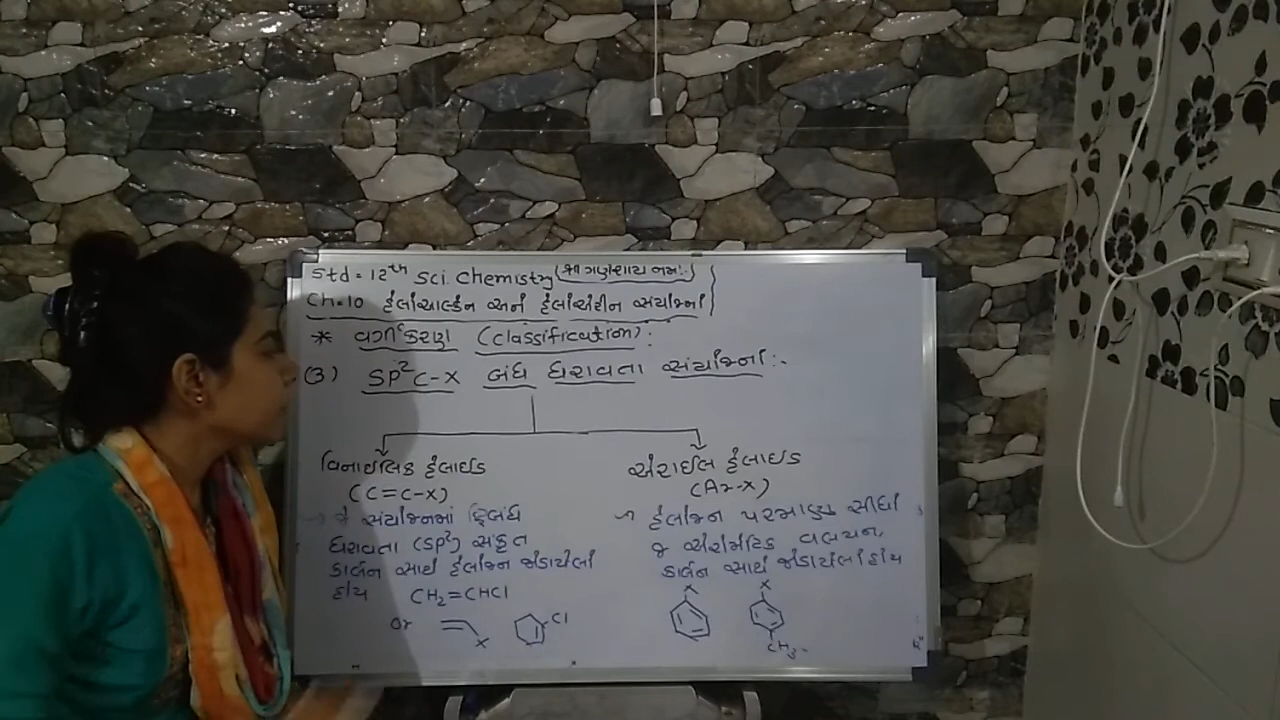 Std = 12th Sci Chemistry (શ્રી ગણેશાય નમઃ)
Ch-10 હેલોઆલ્કેન અને હેલોએરીન સંયોજનો
* વર્ગીકરણ (Classification):
(3) SP²C-X બંધ ધરાવતા સંયોજનો:-
વિનાઈલિક હેલાઈડ
(C=C-X)
→ જે સંયોજનમાં દ્વિબંધ
ધરાવતા (SP²) સંકૃત
કાર્બન સાથે હેલોજન જોડાયેલો
હોય CH₂=CHCl
Or X Cl
એરાઈલ હેલાઈડ
(Ar-X)
→ હેલોજન પરમાણુ સીધો
જ એરોમેટિક વલયના
કાર્બન સાથે જોડાયેલો હોય
X X
CH₃